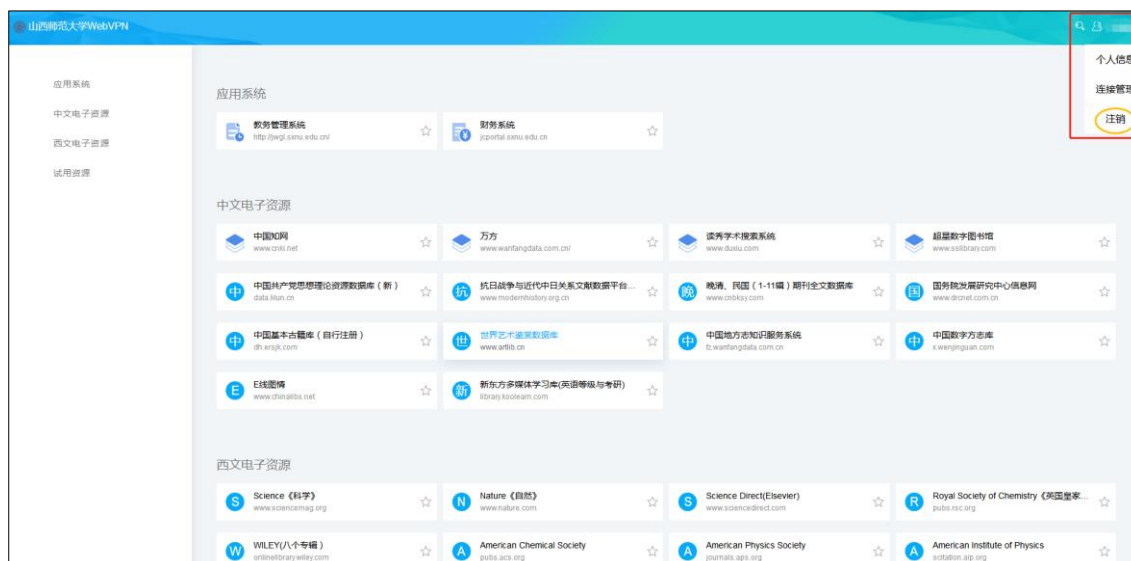 山西师范大学WebVPN
个人信息
连接管理
注销
应用系统
中文电子资源
西文电子资源
试用资源
应用系统
教务管理系统
http://jwgl.sxnu.edu.cn/
财务系统
jcportal.sxnu.edu.cn
中文电子资源
中国知网
www.cnki.net
万方
www.wanfangdata.com.cn/
读秀学术搜索系统
www.duxiu.com
超星数字图书馆
www.sslibrary.com
中
中国共产党思想理论资源数据库（新）
data.lilun.cn
抗
抗日战争与近代中日关系文献数据平台...
www.modernhistory.org.cn
晚
晚清、民国（1-11辑）期刊全文数据库
www.cnbksy.com
国
国务院发展研究中心信息网
www.drcnet.com.cn
中
中国基本古籍库（自行注册）
dh.ersjk.com
世
世界艺术鉴赏数据库
www.artlib.cn
中
中国地方志知识服务系统
fz.wanfangdata.com.cn
中
中国数字方志库
x.wenjinguan.com
E
E线图情
www.chinalibs.net
新
新东方多媒体学习库(英语等级与考研)
library.koolearn.com
西文电子资源
S
Science《科学》
www.sciencemag.org
N
Nature《自然》
www.nature.com
S
Science Direct(Elsevier)
www.sciencedirect.com
R
Royal Society of Chemistry《英国皇家...
pubs.rsc.org
W
WILEY(八个专辑）
onlinelibrary.wiley.com
A
American Chemical Society
pubs.acs.org
A
American Physics Society
journals.aps.org
A
American Institute of Physics
scitation.aip.org